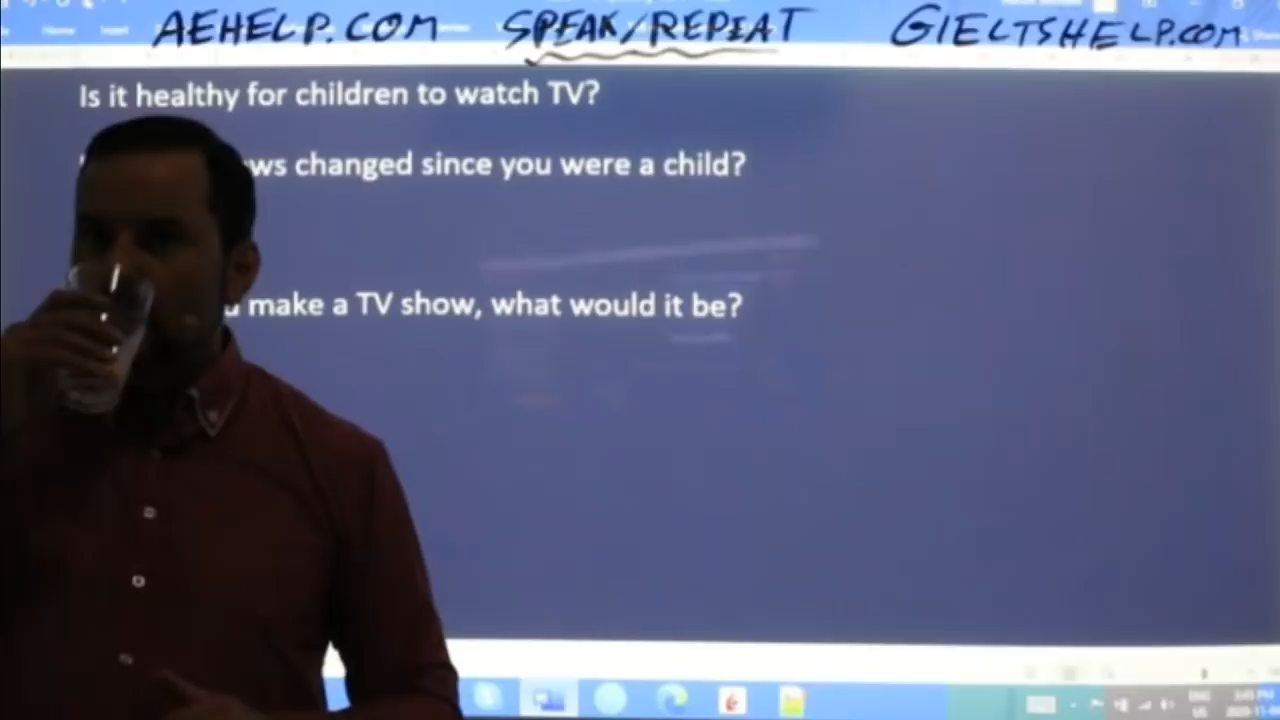 AEHELP.COM SPEAK/REPEAT GIELTSHELP.COM
Is it healthy for children to watch TV?
changed since you were a child?
make a TV show, what would it be?